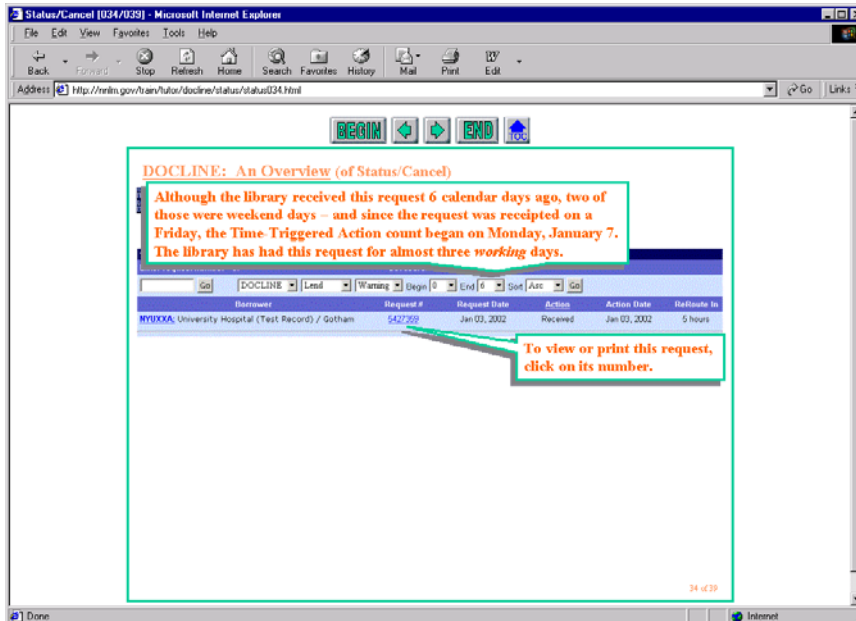 Status/Cancel [034/039] - Microsoft Internet Explorer
File Edit View Favorites Tools Help
Back Forward Stop Refresh Home Search Favorites History Mail Print Edit
Address http://nnlm.gov/train/tutor/docline/status/status034.html Go Links
BEGIN END TOC
DOCLINE: An Overview (of Status/Cancel)
Although the library received this request 6 calendar days ago, two of
those were weekend days – and since the request was receipted on a
Friday, the Time-Triggered Action count began on Monday, January 7.
The library has had this request for almost three working days.
Go DOCLINE Lend Warning Begin 0 End 6 Sort Asc Go
Borrower Request # Request Date Action Action Date ReRoute In
NYUXXA; University Hospital (Test Record) / Gotham 5427359 Jan 03, 2002 Received Jan 03, 2002 5 hours
To view or print this request,
click on its number.
34 of 39
Done Internet